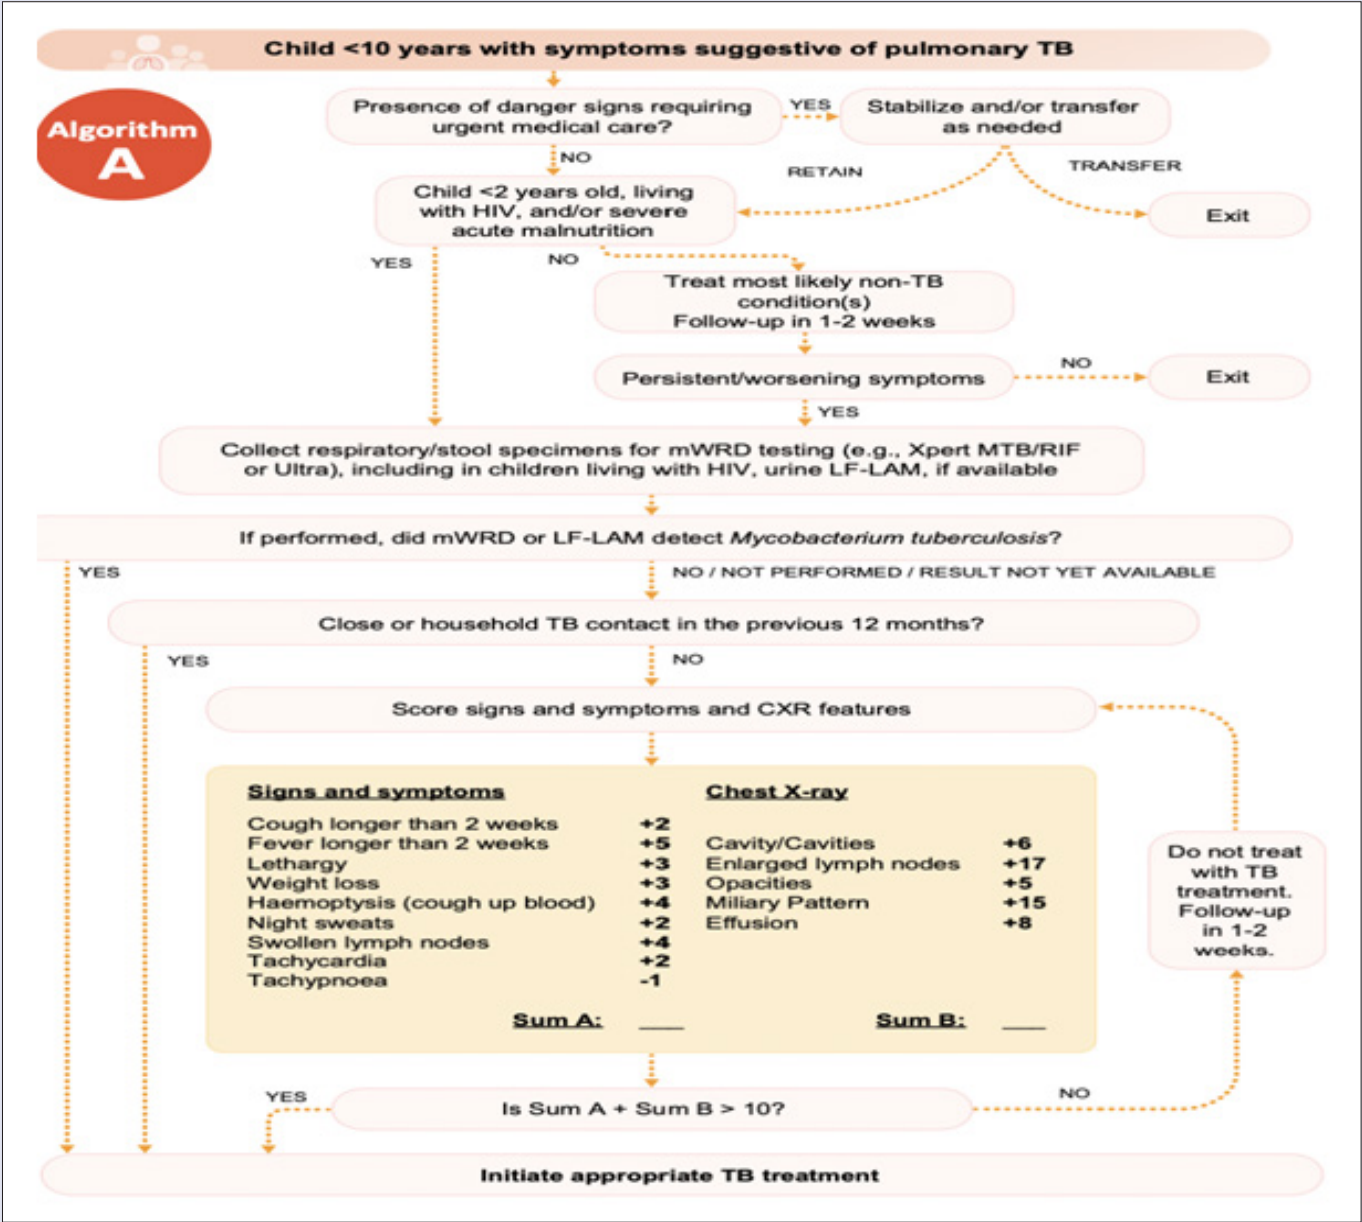 Child <10 years with symptoms suggestive of pulmonary TB
Algorithm
A
Presence of danger signs requiring
urgent medical care?
YES
Stabilize and/or transfer
as needed
NO
RETAIN
TRANSFER
Child <2 years old, living
with HIV, and/or severe
acute malnutrition
Exit
YES
NO
Treat most likely non-TB
condition(s)
Follow-up in 1-2 weeks
Persistent/worsening symptoms
NO
Exit
YES
Collect respiratory/stool specimens for mWRD testing (e.g., Xpert MTB/RIF
or Ultra), including in children living with HIV, urine LF-LAM, if available
If performed, did mWRD or LF-LAM detect Mycobacterium tuberculosis?
YES
NO / NOT PERFORMED / RESULT NOT YET AVAILABLE
Close or household TB contact in the previous 12 months?
YES
NO
Score signs and symptoms and CXR features
Signs and symptoms
Cough longer than 2 weeks +2
Fever longer than 2 weeks +5
Lethargy +3
Weight loss +3
Haemoptysis (cough up blood) +4
Night sweats +2
Swollen lymph nodes +4
Tachycardia +2
Tachypnoea -1
Sum A: ___
Chest X-ray
Cavity/Cavities +6
Enlarged lymph nodes +17
Opacities +5
Miliary Pattern +15
Effusion +8
Sum B: ___
Do not treat
with TB
treatment.
Follow-up
in 1-2
weeks.
Is Sum A + Sum B > 10?
YES
NO
Initiate appropriate TB treatment